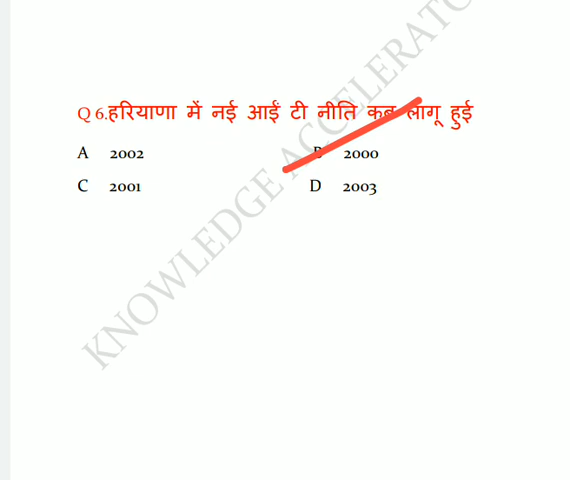 Q 6.हरियाणा में नई आईं टी नीति कब लागू हुई
A 2002 B 2000
C 2001 D 2003
KNOWLEDGE ACCELERATO